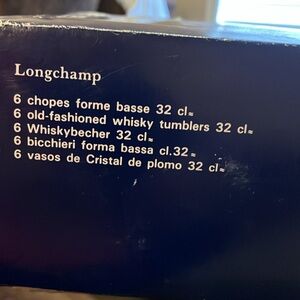 Longchamp
6 chopes forme basse 32 cl≈
6 old-fashioned whisky tumblers 32 cl≈
6 Whiskybecher 32 cl≈
6 bicchieri forma bassa cl.32≈
6 vasos de Cristal de plomo 32 cl≈